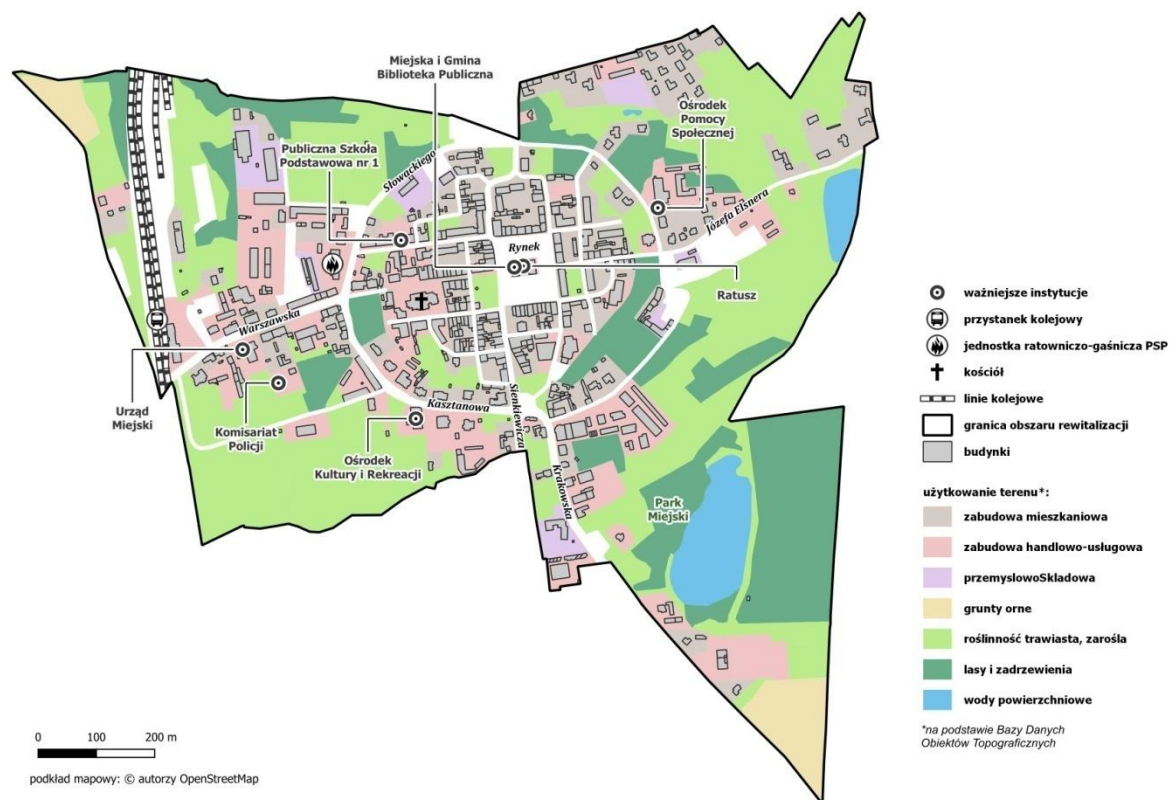 Miejska i Gmina
Biblioteka Publiczna
Ośrodek
Pomocy
Społecznej
Publiczna Szkoła
Podstawowa nr 1
Słowackiego
Józefa Elsnera
Rynek
Ratusz
Warszawska
Urząd
Miejski
Komisariat
Policji
Kasztanowa
Sienkiewicza
Ośrodek
Kultury i Rekreacji
Krakowska
Park
Miejski
ważniejsze instytucje
przystanek kolejowy
jednostka ratowniczo-gaśnicza PSP
kościół
linie kolejowe
granica obszaru rewitalizacji
budynki
użytkowanie terenu*:
zabudowa mieszkaniowa
zabudowa handlowo-usługowa
przemyslowoSkładowa
grunty orne
roślinność trawiasta, zarośla
lasy i zadrzewienia
wody powierzchniowe
*na podstawie Bazy Danych
Obiektów Topograficznych
0 100 200 m
podkład mapowy: © autorzy OpenStreetMap